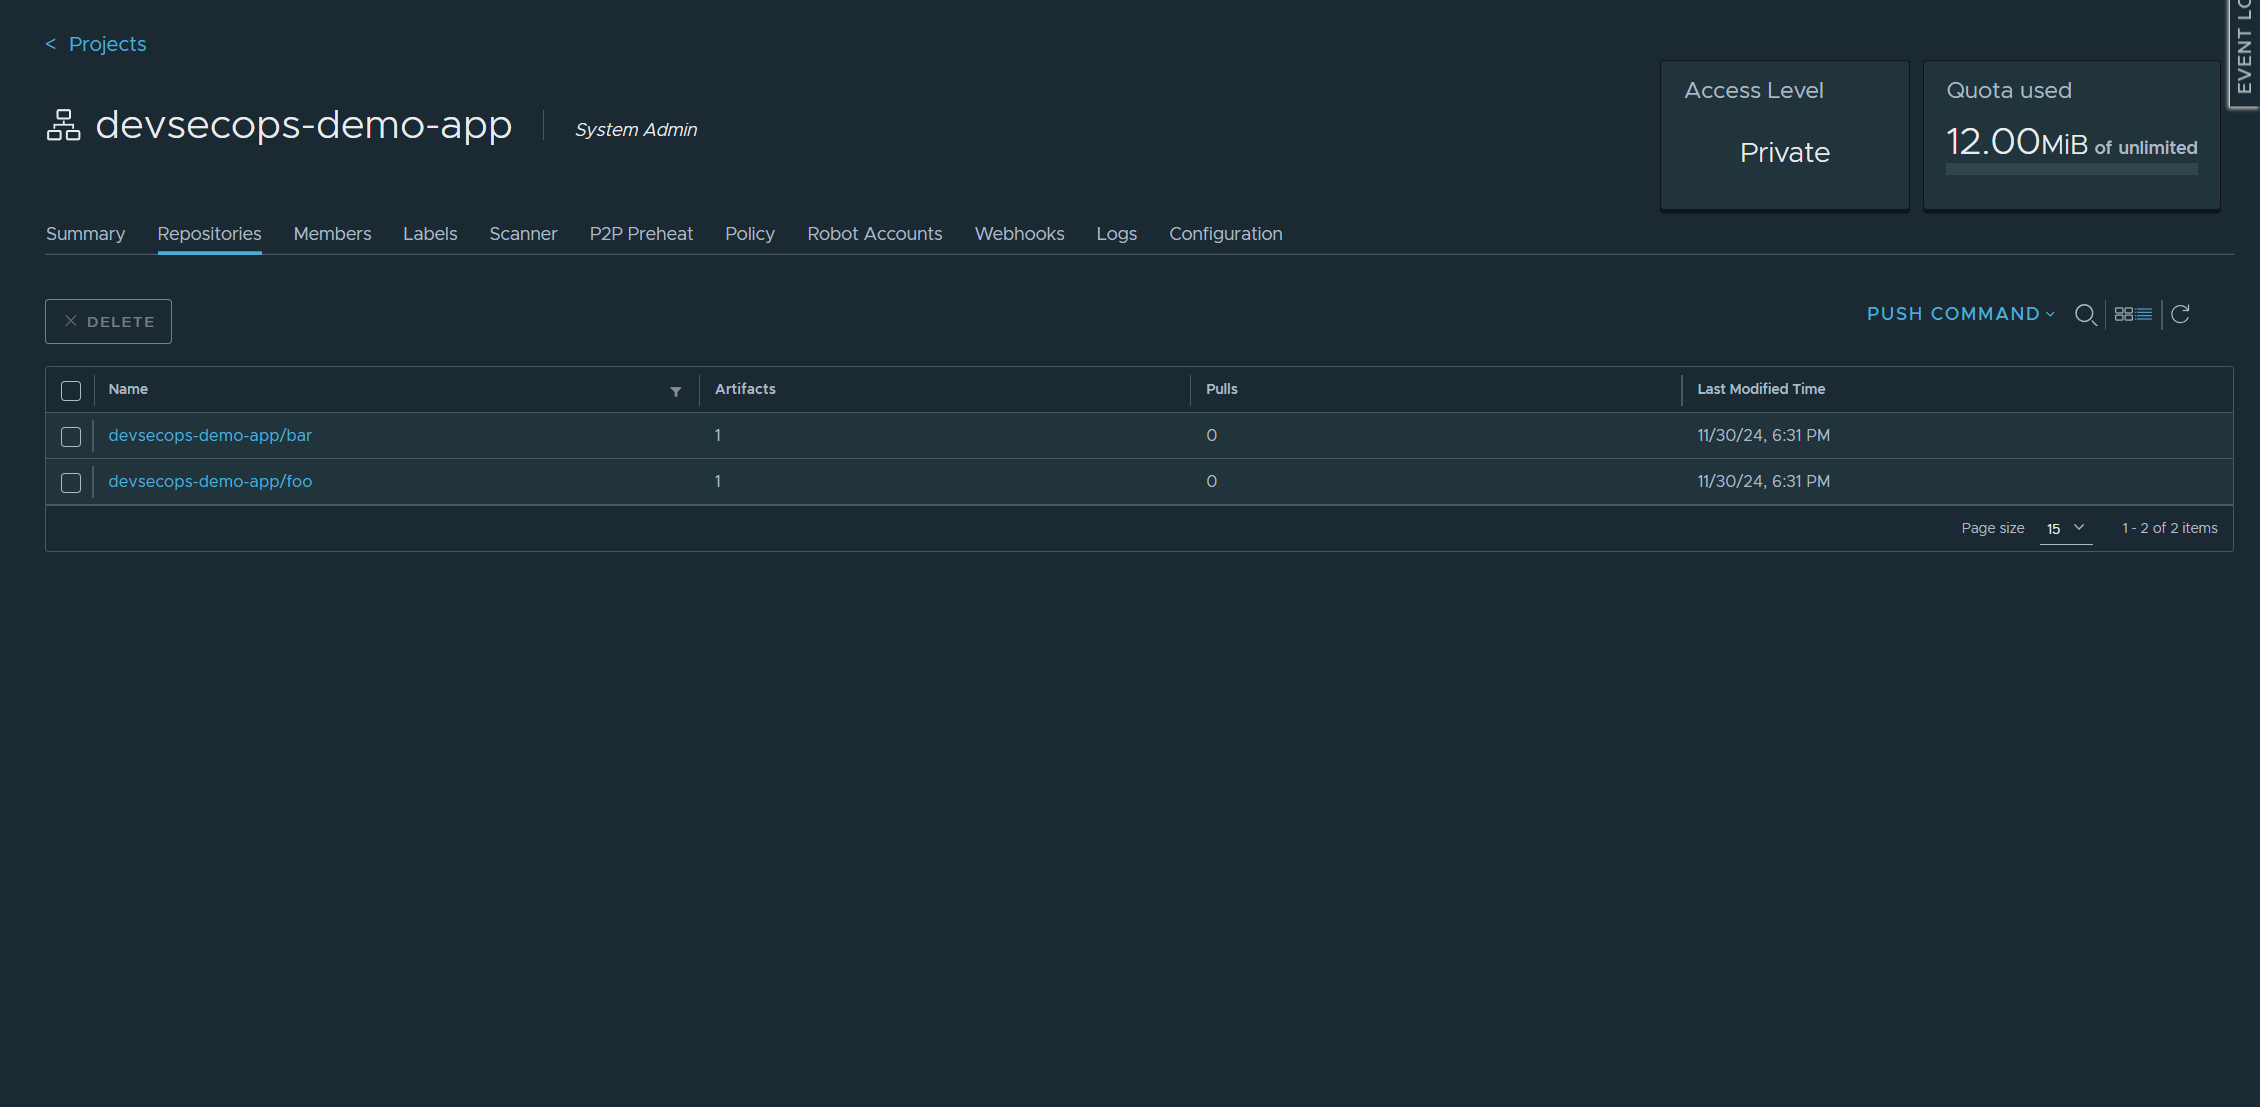 < Projects
devsecops-demo-app
System Admin
Access Level
Private
Quota used
12.00MiB of unlimited
EVENT LO
Summary Repositories Members Labels Scanner P2P Preheat Policy Robot Accounts Webhooks Logs Configuration
DELETE
PUSH COMMAND
Name Artifacts Pulls Last Modified Time
devsecops-demo-app/bar 1 0 11/30/24, 6:31 PM
devsecops-demo-app/foo 1 0 11/30/24, 6:31 PM
Page size 15 1 - 2 of 2 items